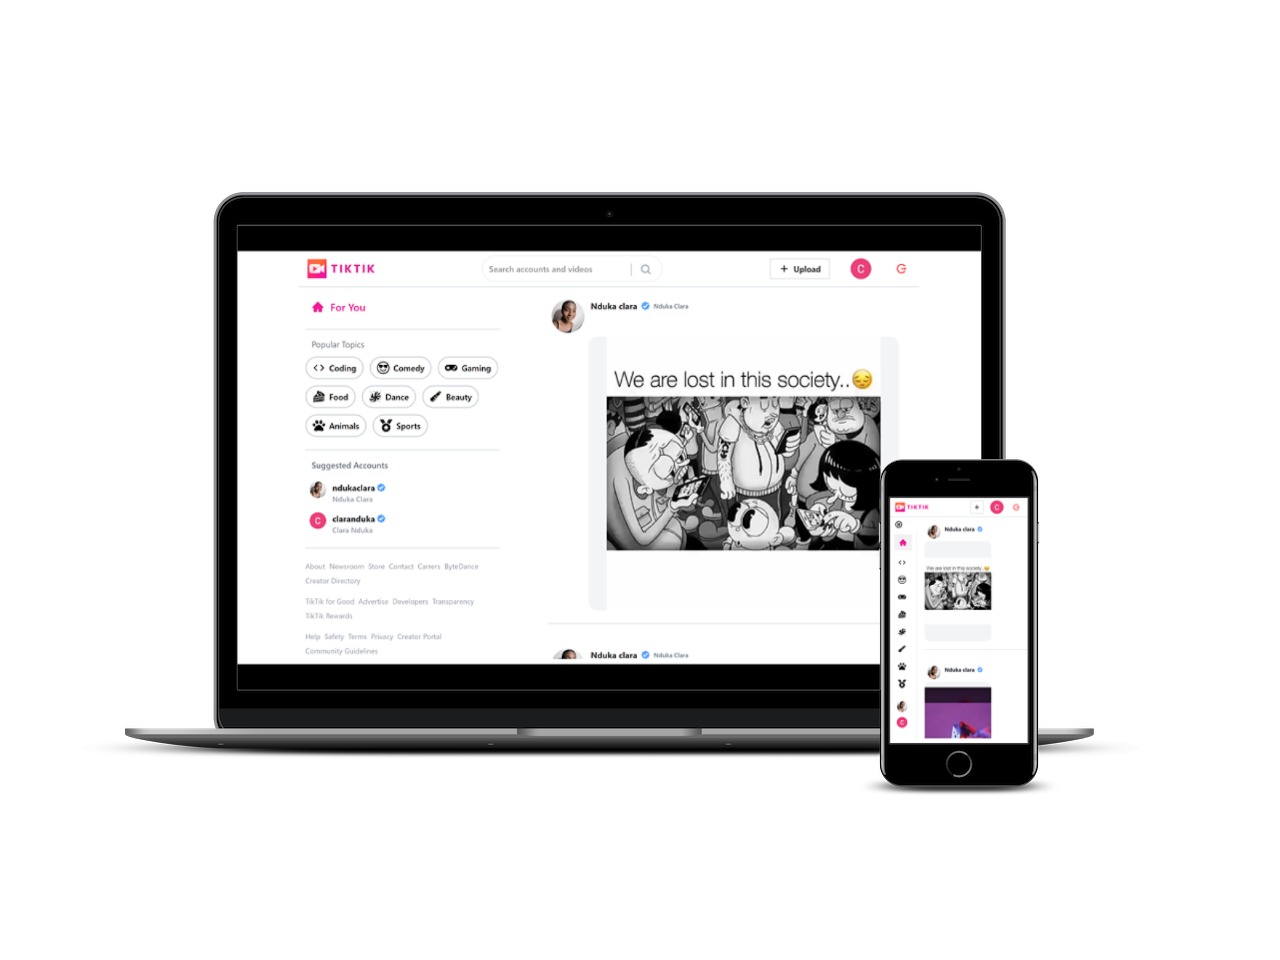 TIKTIK
Search accounts and videos
+ Upload
C
For You
Popular Topics
<> Coding
Comedy
Gaming
Food
Dance
Beauty
Animals
Sports
Suggested Accounts
ndukaclara
Nduka Clara
C
claranduka
Clara Nduka
About Newsroom Store Contact Carrers ByteDance
Creator Directory
TikTik for Good Advertise Developers Transparency
TikTik Rewards
Help Safety Terms Privacy Creator Portal
Community Guidelines
Nduka clara Nduka Clara
We are lost in this society..😔
Nduka clara Nduka Clara
TIKTIK
+
C
Nduka clara
We are lost in this society..😔
Nduka clara
C